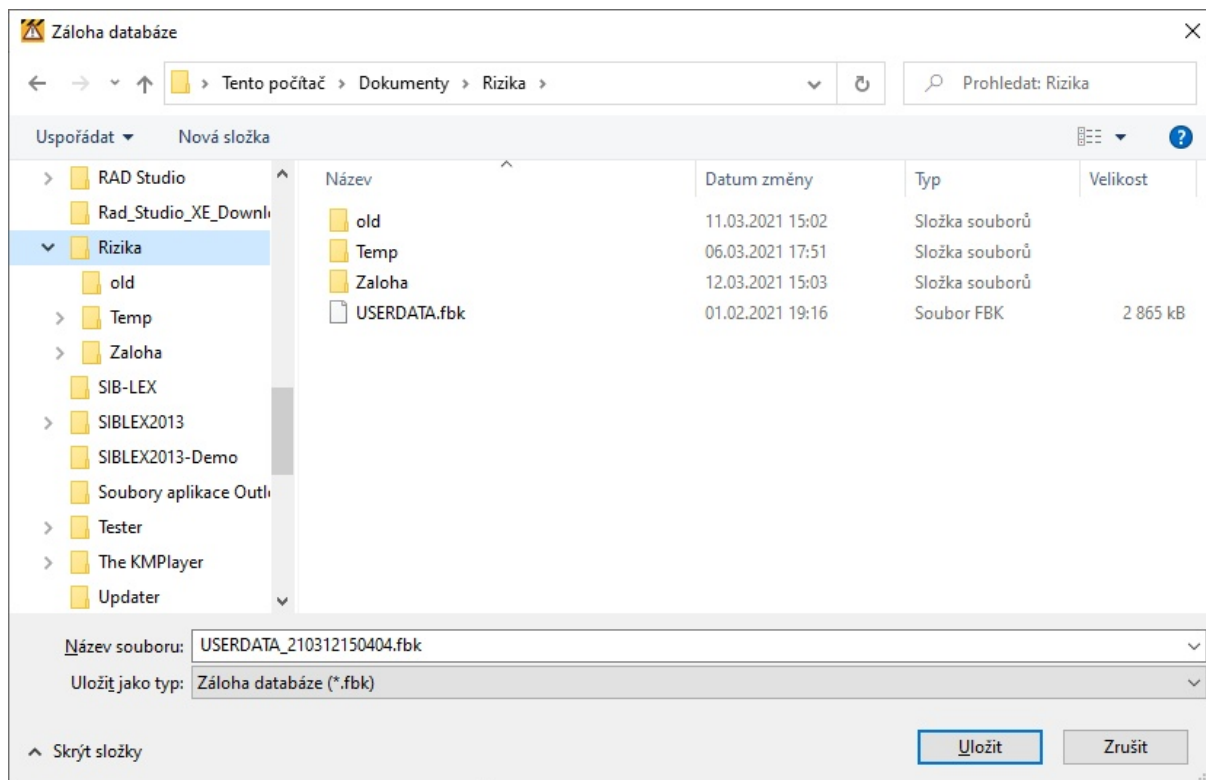 Záloha databáze
Tento počítač > Dokumenty > Rizika >
Prohledat: Rizika
Uspořádat Nová složka
Název Datum změny Typ Velikost
RAD Studio
Rad_Studio_XE_Downl
Rizika
old
Temp
Zaloha
SIB-LEX
SIBLEX2013
SIBLEX2013-Demo
Soubory aplikace Outl
Tester
The KMPlayer
Updater
old 11.03.2021 15:02 Složka souborů
Temp 06.03.2021 17:51 Složka souborů
Zaloha 12.03.2021 15:03 Složka souborů
USERDATA.fbk 01.02.2021 19:16 Soubor FBK 2 865 kB
Název souboru: USERDATA_210312150404.fbk
Uložit jako typ: Záloha databáze (*.fbk)
Skrýt složky
Uložit Zrušit